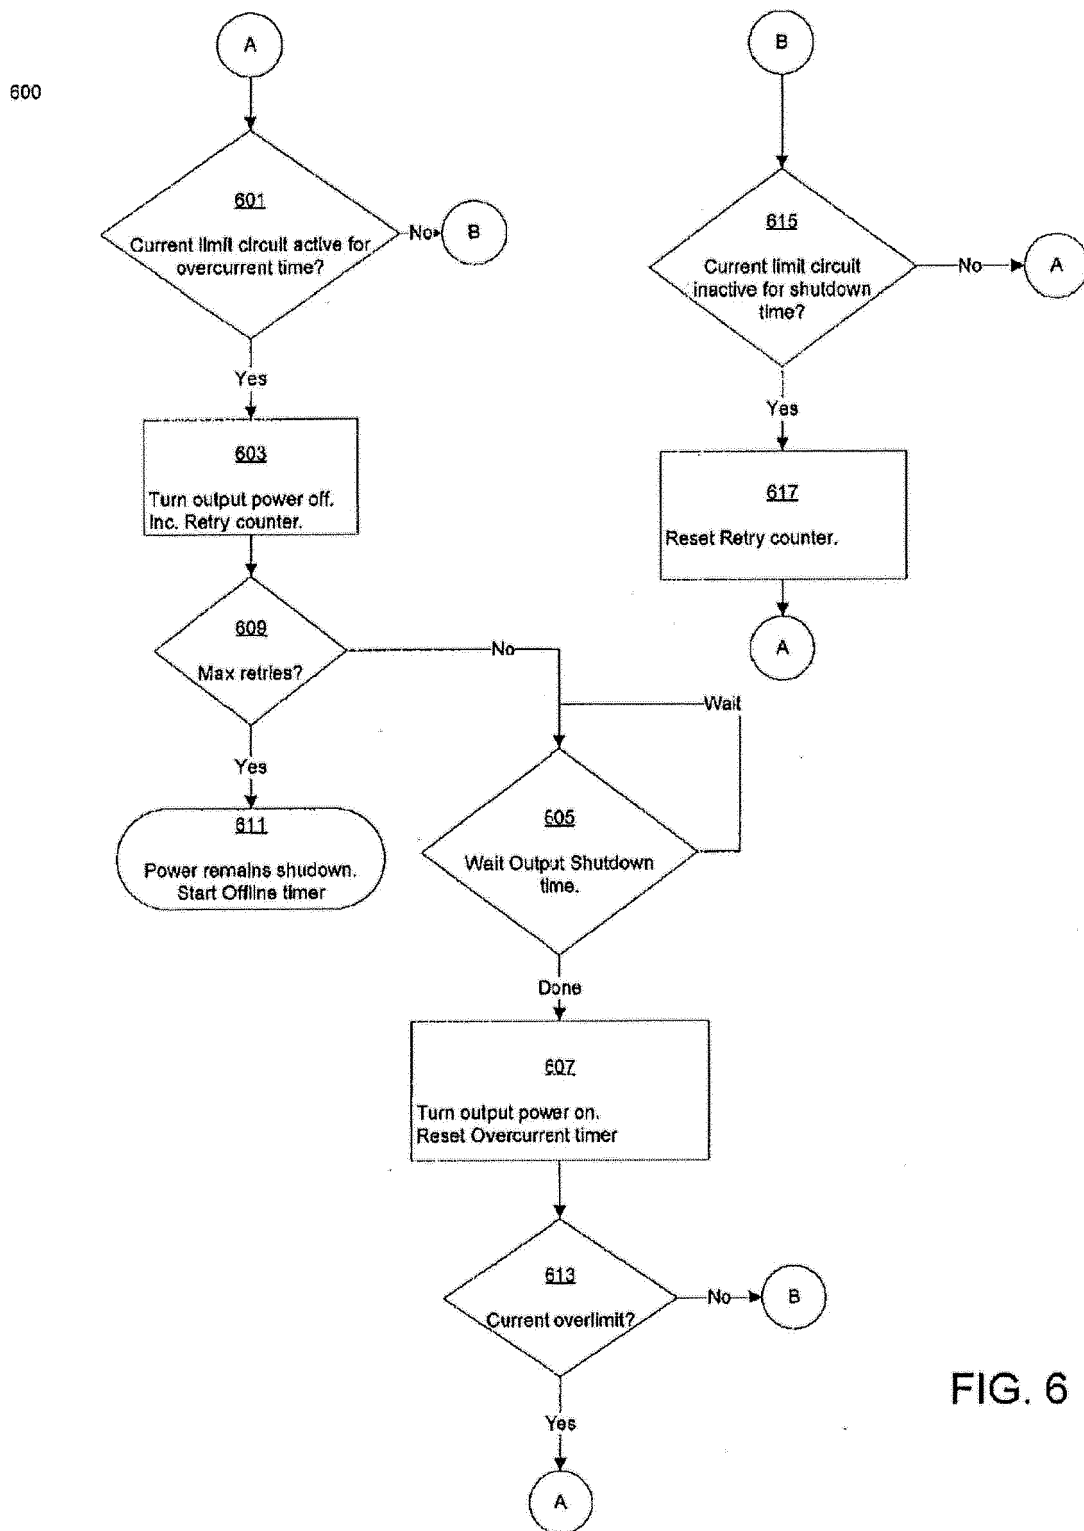 600
A
601
Current limit circuit active for
overcurrent time?
No
B
Yes
603
Turn output power off.
Inc. Retry counter.
609
Max retries?
No
Yes
611
Power remains shudown.
Start Offline timer
Wait
605
Wait Output Shutdown
time.
Done
607
Turn output power on.
Reset Overcurrent timer
613
Current overlimit?
No
B
Yes
A
B
615
Current limit circuit
inactive for shutdown
time?
No
A
Yes
617
Reset Retry counter.
A
FIG. 6